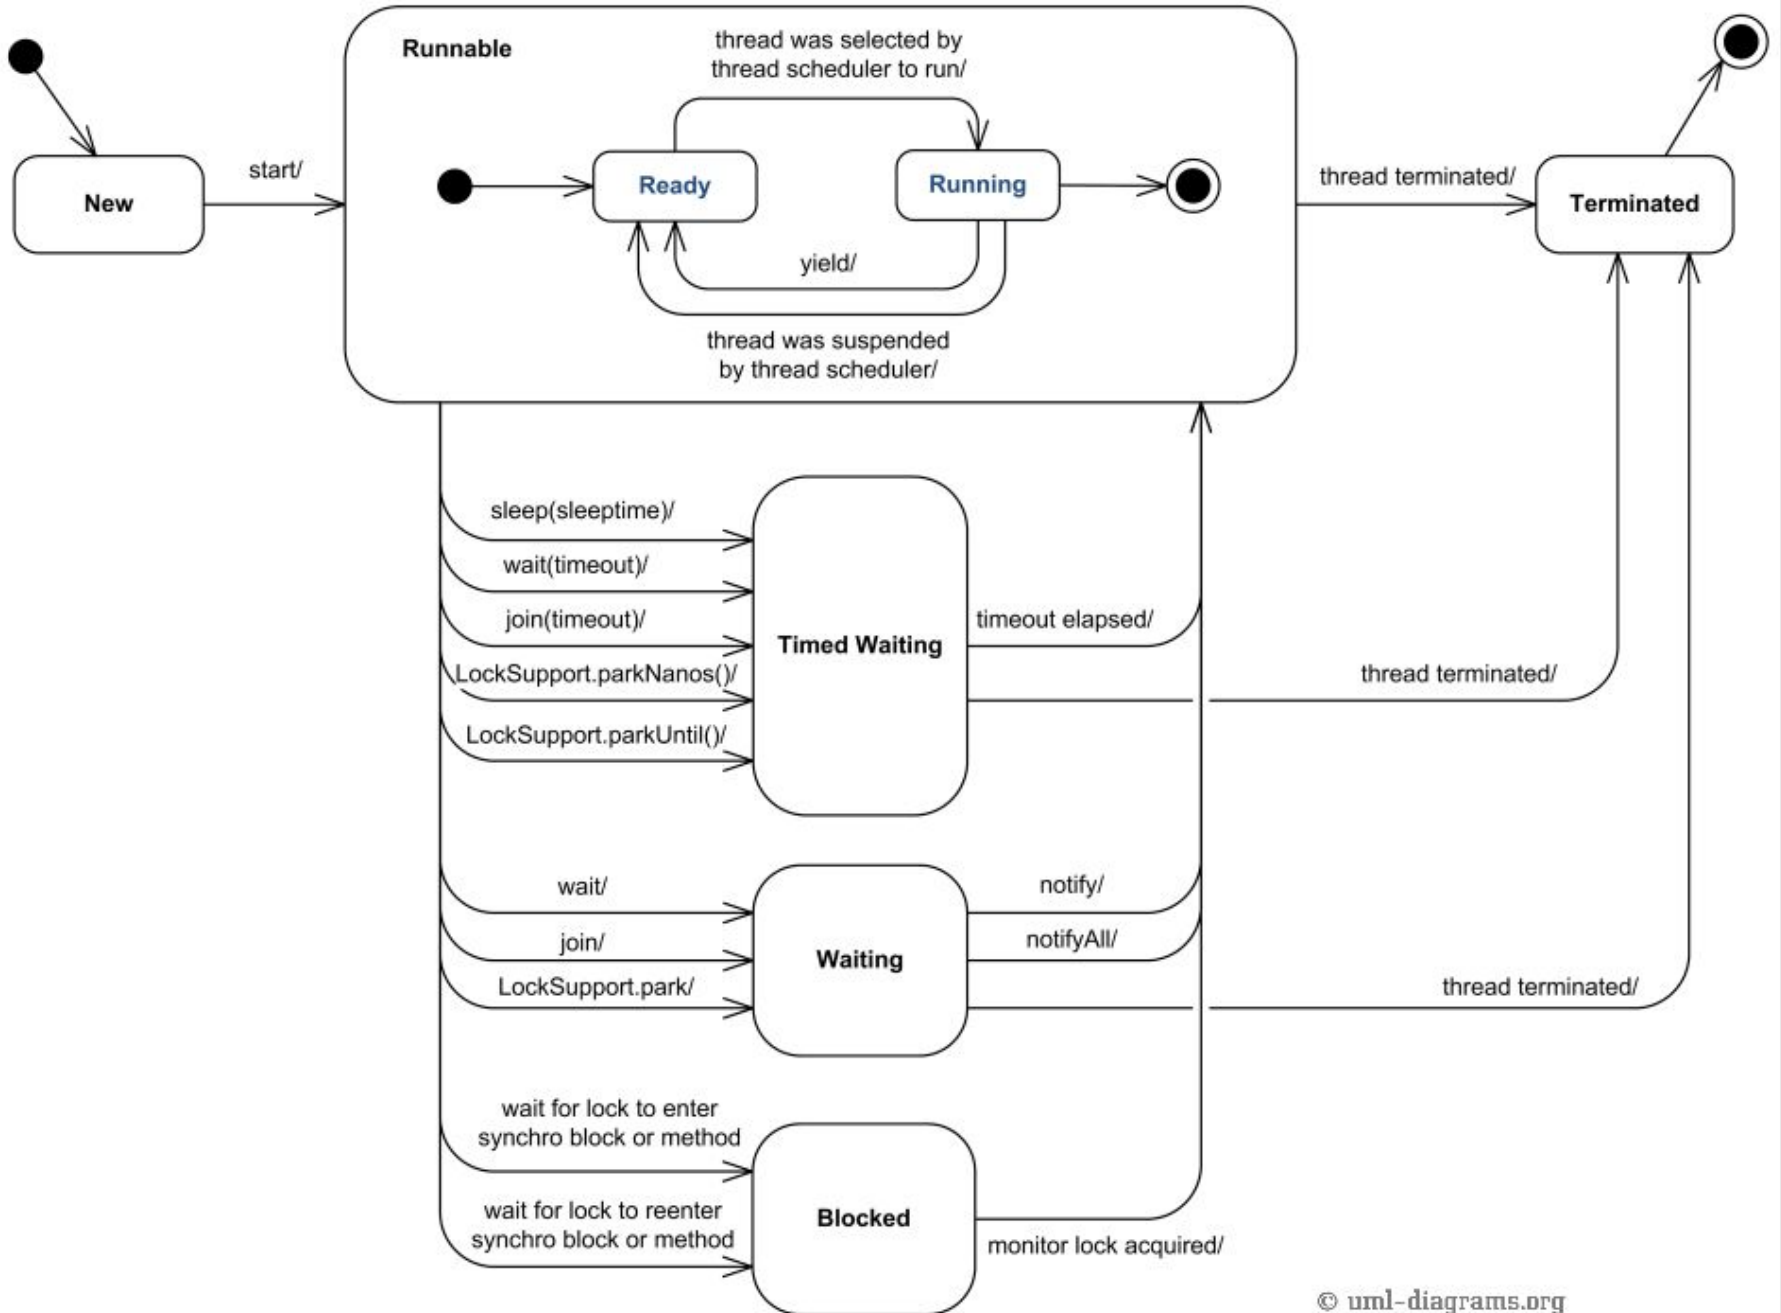 Runnable
thread was selected by
thread scheduler to run/
New
start/
Ready
Running
yield/
thread was suspended
by thread scheduler/
thread terminated/
Terminated
sleep(sleeptime)/
wait(timeout)/
join(timeout)/
LockSupport.parkNanos()/
LockSupport.parkUntil()/
Timed Waiting
timeout elapsed/
thread terminated/
wait/
join/
LockSupport.park/
Waiting
notify/
notifyAll/
thread terminated/
wait for lock to enter
synchro block or method
wait for lock to reenter
synchro block or method
Blocked
monitor lock acquired/
© uml-diagrams.org